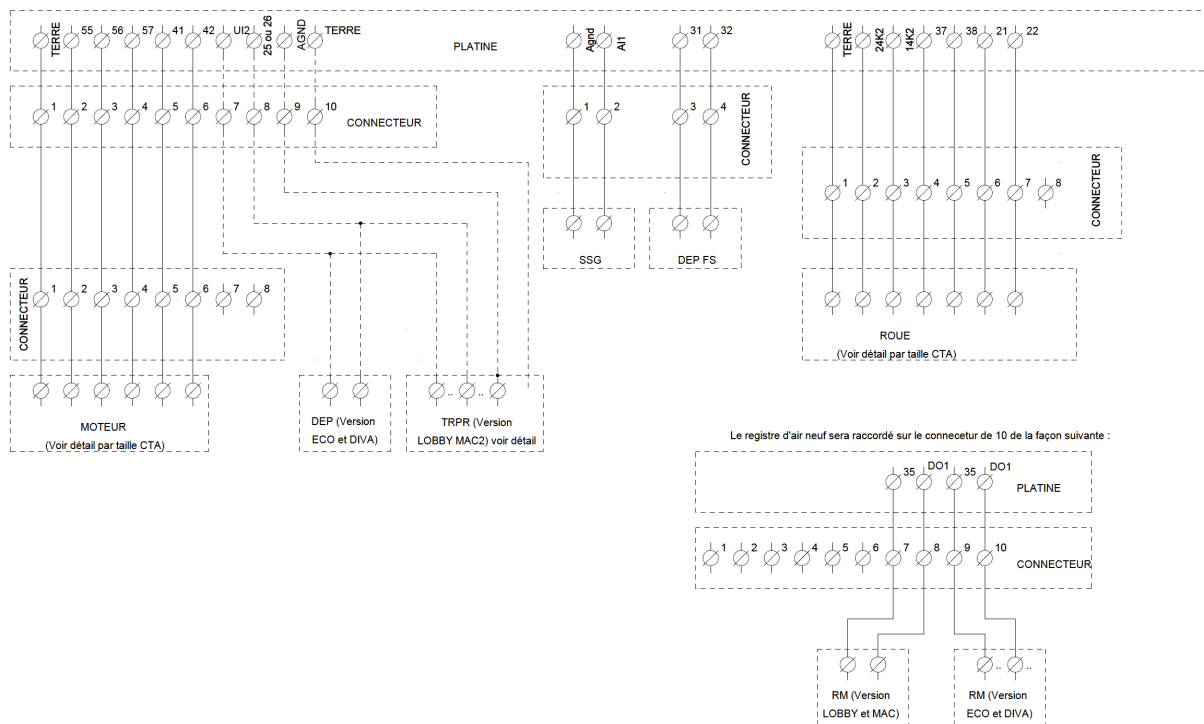 TERRE 55 56 57 41 42 UI2 25 ou 26 AGND TERRE
PLATINE
Agnd AI1 31 32
TERRE 24K2 14K2 37 38 21 22
1 2 3 4 5 6 7 8 9 10
CONNECTEUR
1 2 3 4
CONNECTEUR
1 2 3 4 5 6 7 8
CONNECTEUR
SSG
DEP FS
CONNECTEUR
1 2 3 4 5 6 7 8
ROUE
(Voir détail par taille CTA)
MOTEUR
(Voir détail par taille CTA)
DEP (Version
ECO et DIVA)
.. ..
TRPR (Version
LOBBY MAC2) voir détail
Le registre d'air neuf sera raccordé sur le connecetur de 10 de la façon suivante :
35 DO1 35 DO1
PLATINE
1 2 3 4 5 6 7 8 9 10
CONNECTEUR
.. ..
RM (Version
LOBBY et MAC)
RM (Version
ECO et DIVA)